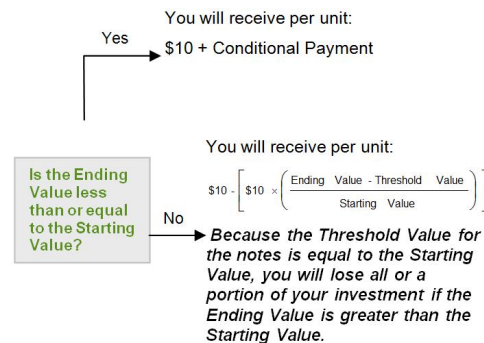 You will receive per unit:
Yes
$10 + Conditional Payment
You will receive per unit:
Is the Ending
Value less
than or equal
to the Starting
Value?
$10 - [ $10 × ( Ending Value - Threshold Value
Starting Value ) ]
No
Because the Threshold Value for
the notes is equal to the Starting
Value, you will lose all or a
portion of your investment if the
Ending Value is greater than the
Starting Value.